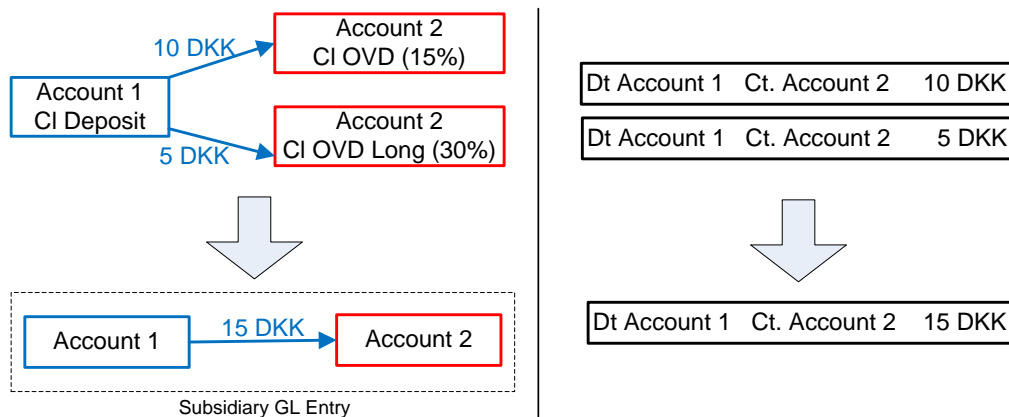 10 DKK
Account 2
Cl OVD (15%)
Account 1
Cl Deposit
5 DKK
Account 2
Cl OVD Long (30%)
Account 1
15 DKK
Account 2
Subsidiary GL Entry
Dt Account 1 Ct. Account 2 10 DKK
Dt Account 1 Ct. Account 2 5 DKK
Dt Account 1 Ct. Account 2 15 DKK